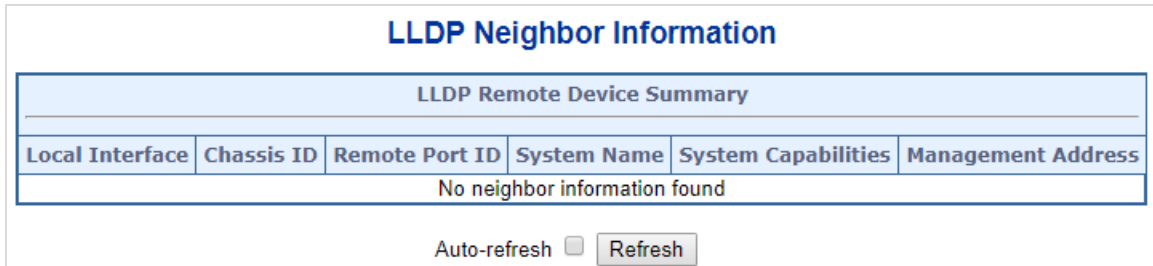 LLDP Neighbor Information
LLDP Remote Device Summary
Local Interface Chassis ID Remote Port ID System Name System Capabilities Management Address
No neighbor information found
Auto-refresh Refresh